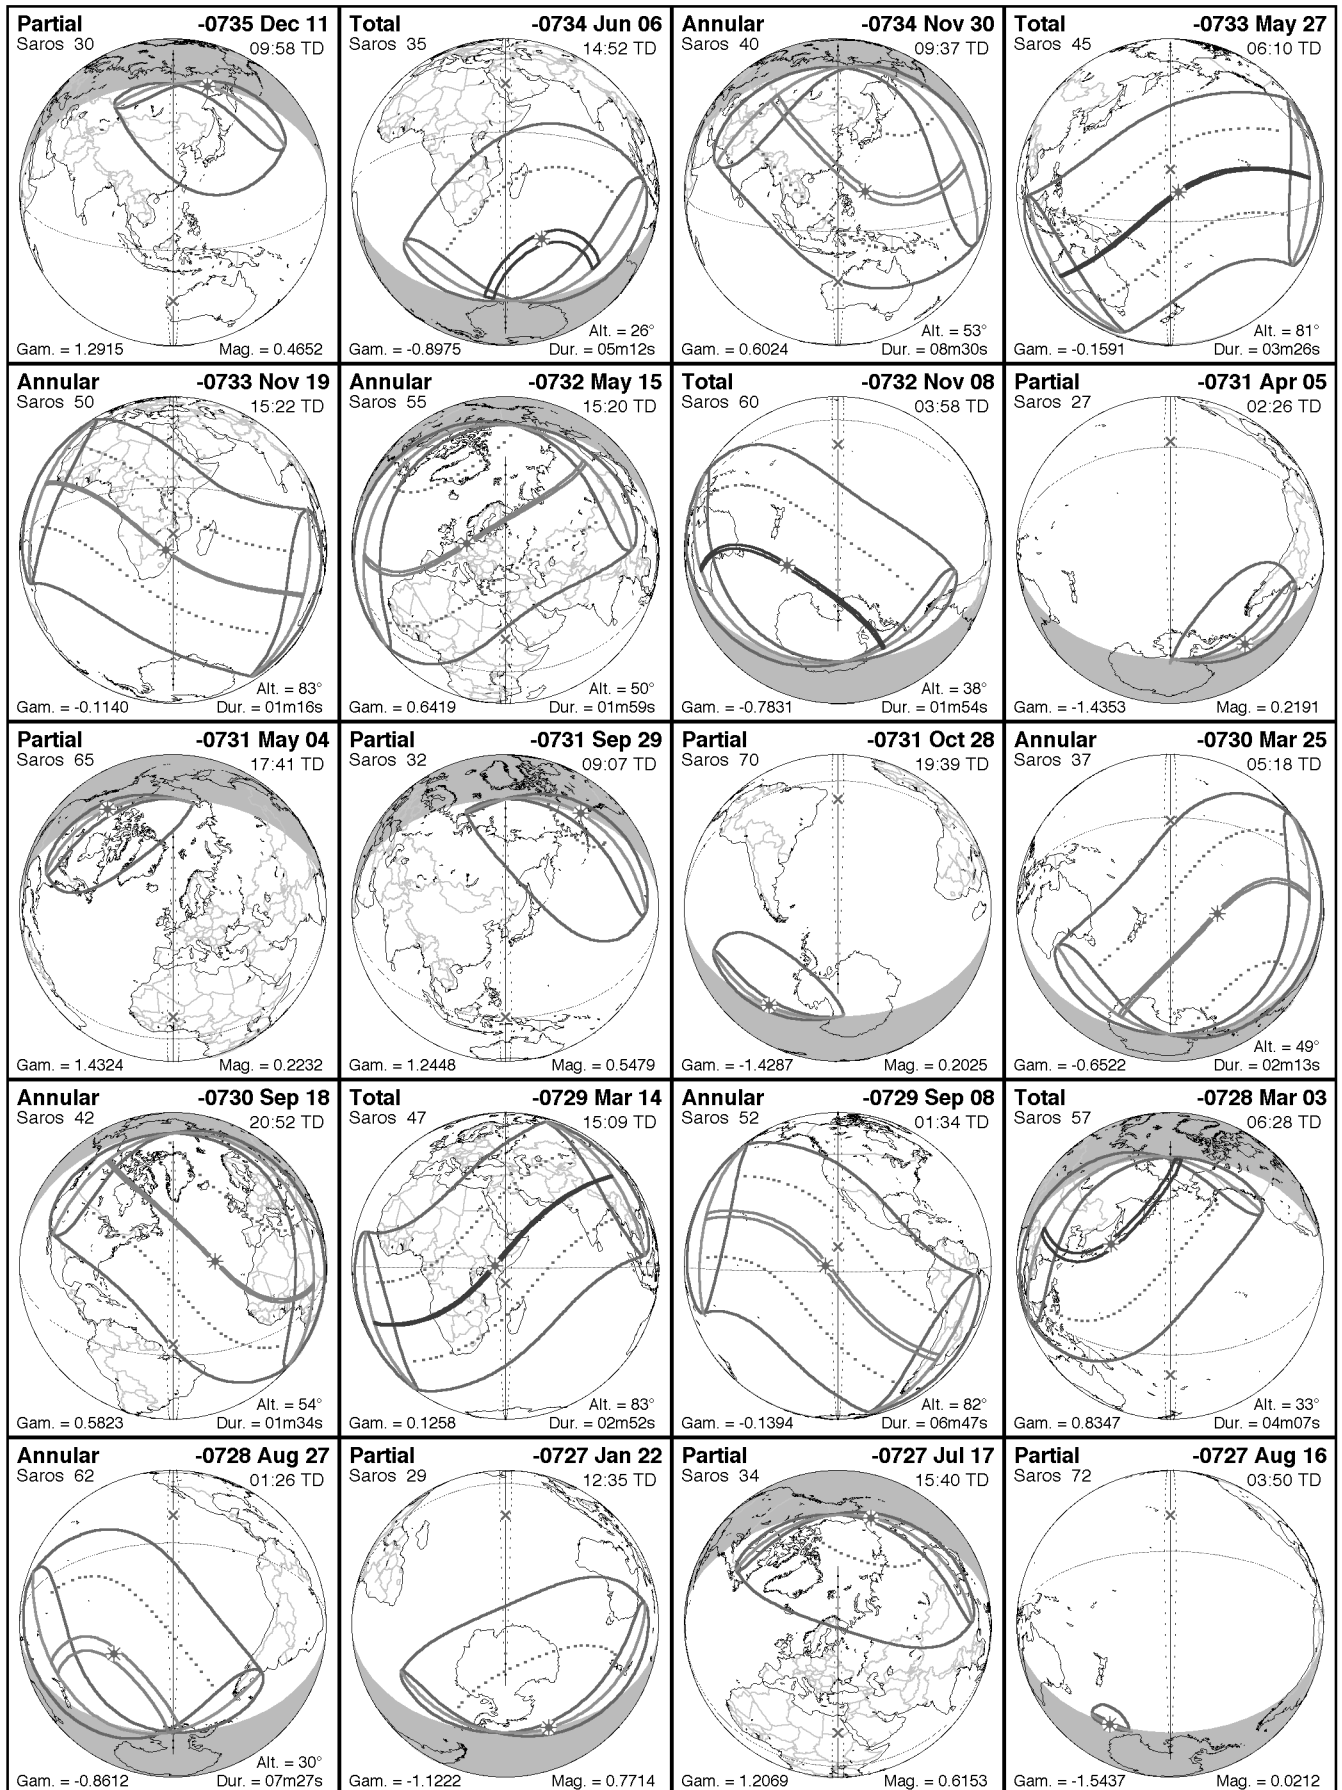 Partial -0735 Dec 11
Saros 30 09:58 TD
Gam. = 1.2915 Mag. = 0.4652
Total -0734 Jun 06
Saros 35 14:52 TD
Alt. = 26°
Gam. = -0.8975 Dur. = 05m12s
Annular -0734 Nov 30
Saros 40 09:37 TD
Alt. = 53°
Gam. = 0.6024 Dur. = 08m30s
Total -0733 May 27
Saros 45 06:10 TD
Alt. = 81°
Gam. = -0.1591 Dur. = 03m26s
Annular -0733 Nov 19
Saros 50 15:22 TD
Alt. = 83°
Gam. = -0.1140 Dur. = 01m16s
Annular -0732 May 15
Saros 55 15:20 TD
Alt. = 50°
Gam. = 0.6419 Dur. = 01m59s
Total -0732 Nov 08
Saros 60 03:58 TD
Alt. = 38°
Gam. = -0.7831 Dur. = 01m54s
Partial -0731 Apr 05
Saros 27 02:26 TD
Gam. = -1.4353 Mag. = 0.2191
Partial -0731 May 04
Saros 65 17:41 TD
Gam. = 1.4324 Mag. = 0.2232
Partial -0731 Sep 29
Saros 32 09:07 TD
Gam. = 1.2448 Mag. = 0.5479
Partial -0731 Oct 28
Saros 70 19:39 TD
Gam. = -1.4287 Mag. = 0.2025
Annular -0730 Mar 25
Saros 37 05:18 TD
Alt. = 49°
Gam. = -0.6522 Dur. = 02m13s
Annular -0730 Sep 18
Saros 42 20:52 TD
Alt. = 54°
Gam. = 0.5823 Dur. = 01m34s
Total -0729 Mar 14
Saros 47 15:09 TD
Alt. = 83°
Gam. = 0.1258 Dur. = 02m52s
Annular -0729 Sep 08
Saros 52 01:34 TD
Alt. = 82°
Gam. = -0.1394 Dur. = 06m47s
Total -0728 Mar 03
Saros 57 06:28 TD
Alt. = 33°
Gam. = 0.8347 Dur. = 04m07s
Annular -0728 Aug 27
Saros 62 01:26 TD
Alt. = 30°
Gam. = -0.8612 Dur. = 07m27s
Partial -0727 Jan 22
Saros 29 12:35 TD
Gam. = -1.1222 Mag. = 0.7714
Partial -0727 Jul 17
Saros 34 15:40 TD
Gam. = 1.2069 Mag. = 0.6153
Partial -0727 Aug 16
Saros 72 03:50 TD
Gam. = -1.5437 Mag. = 0.0212